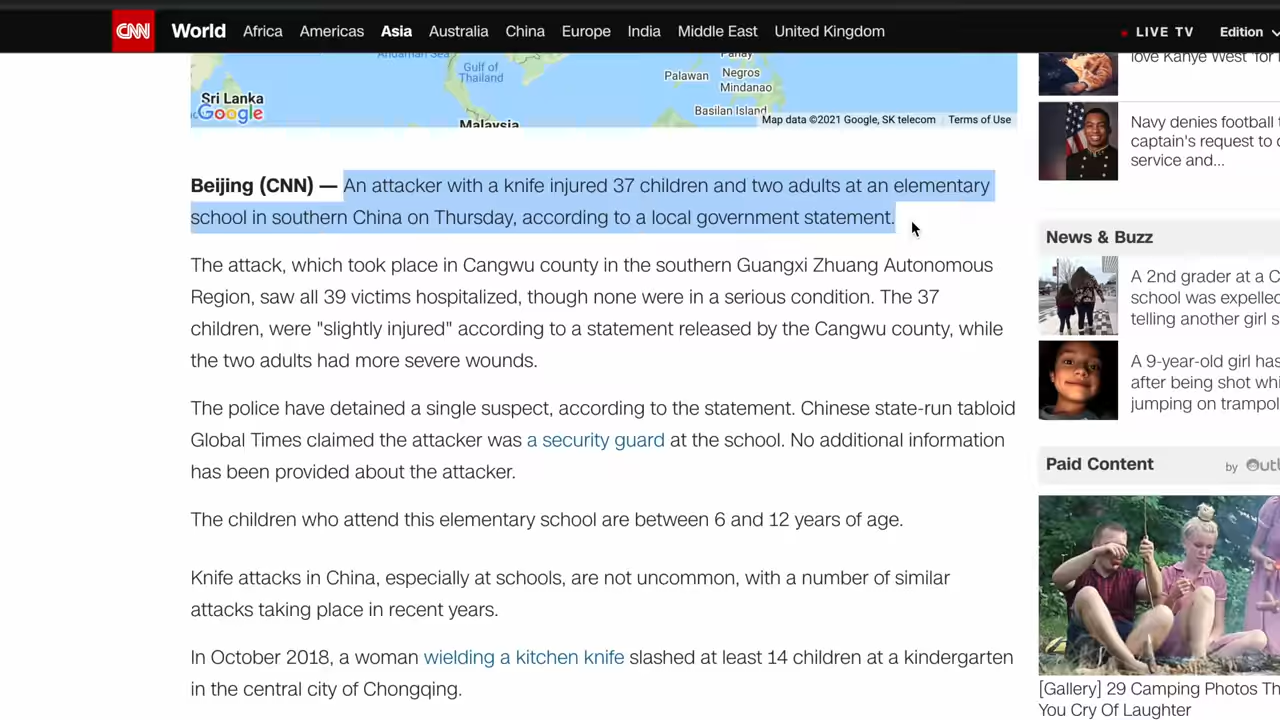 CNN World Africa Americas Asia Australia China Europe India Middle East United Kingdom LIVE TV Edition
Andaman Sea
Gulf of
Thailand
Panay
Palawan Negros
Mindanao
Basilan Island
Sri Lanka
Google
Malaysia
Map data ©2021 Google, SK telecom Terms of Use
Beijing (CNN) — An attacker with a knife injured 37 children and two adults at an elementary
school in southern China on Thursday, according to a local government statement.
The attack, which took place in Cangwu county in the southern Guangxi Zhuang Autonomous
Region, saw all 39 victims hospitalized, though none were in a serious condition. The 37
children, were "slightly injured" according to a statement released by the Cangwu county, while
the two adults had more severe wounds.
The police have detained a single suspect, according to the statement. Chinese state-run tabloid
Global Times claimed the attacker was a security guard at the school. No additional information
has been provided about the attacker.
The children who attend this elementary school are between 6 and 12 years of age.
Knife attacks in China, especially at schools, are not uncommon, with a number of similar
attacks taking place in recent years.
In October 2018, a woman wielding a kitchen knife slashed at least 14 children at a kindergarten
in the central city of Chongqing.
love Kanye West' for
Navy denies football
captain's request to
service and...
News & Buzz
A 2nd grader at a C
school was expelled
telling another girl s
A 9-year-old girl has
after being shot whi
jumping on trampol
Paid Content
by Outb
[Gallery] 29 Camping Photos Th
You Cry Of Laughter